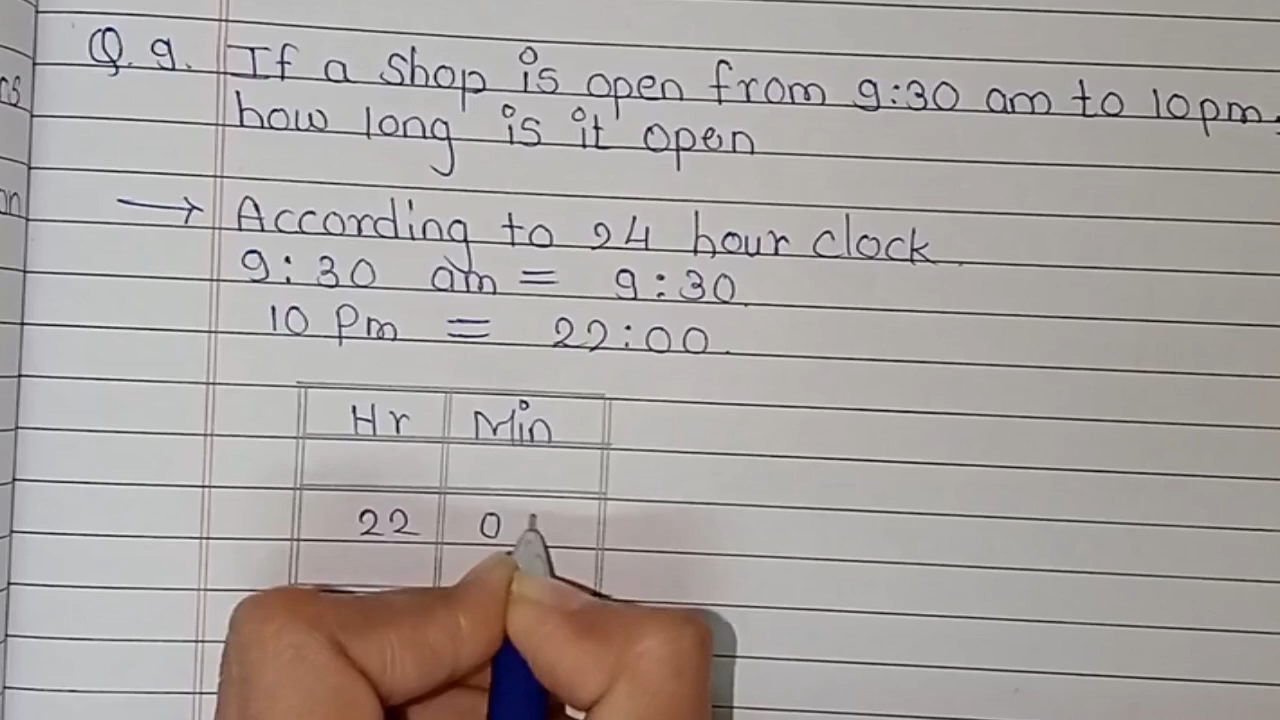 Q. 9. If a shop is open from 9:30 am to 10pm.
how long is it open
→ According to 24 hour clock
9:30 am = 9:30.
10 Pm = 22:00.
Hr Min
22 0